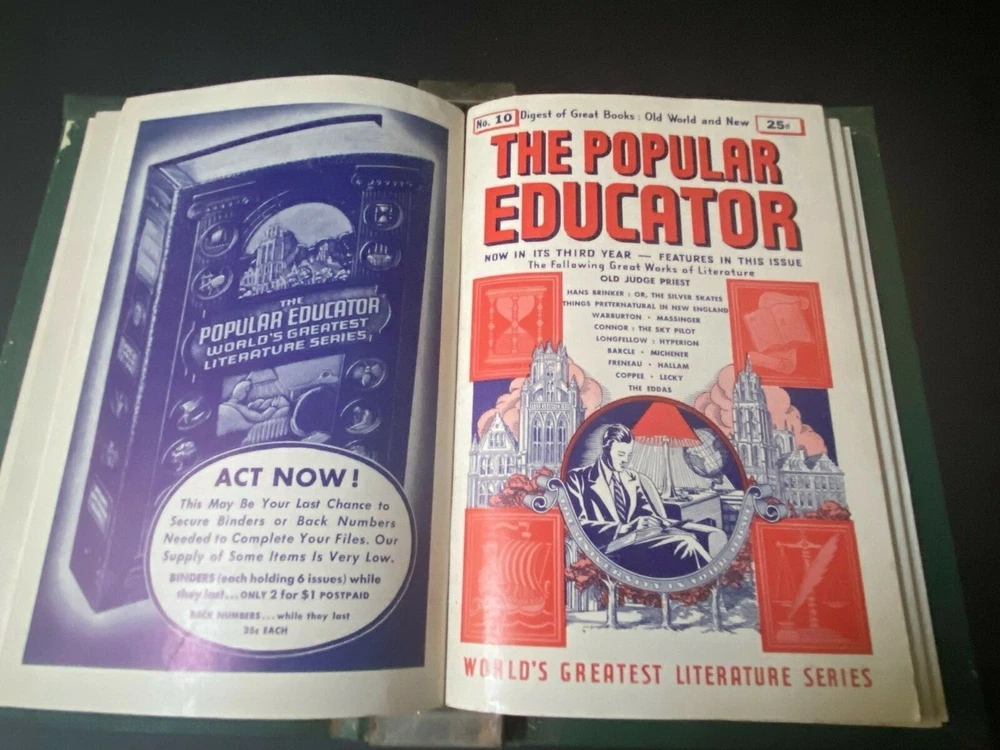 THE
POPULAR EDUCATOR
WORLD'S GREATEST
LITERATURE SERIES
ACT NOW!
This May Be Your Last Chance to
Secure Binders or Back Numbers
Needed to Complete Your Files. Our
Supply of Some Items Is Very Low.
BINDERS (each holding 6 issues) while
they last... ONLY 2 for $1 POSTPAID
BACK NUMBERS... while they last
25¢ EACH
No. 10
Digest of Great Books: Old World and New
25¢
THE POPULAR
EDUCATOR
NOW IN ITS THIRD YEAR — FEATURES IN THIS ISSUE
The Following Great Works of Literature
OLD JUDGE PRIEST
HANS BRINKER: OR, THE SILVER SKATES
THINGS PRETERNATURAL IN NEW ENGLAND
WARBURTON • MASSINGER
CONNOR: THE SKY PILOT
LONGFELLOW: HYPERION
BARCLE • MICHENER
FRENEAU • HALLAM
COPPEE • LECKY
THE EDDAS
WORLD'S GREATEST LITERATURE SERIES